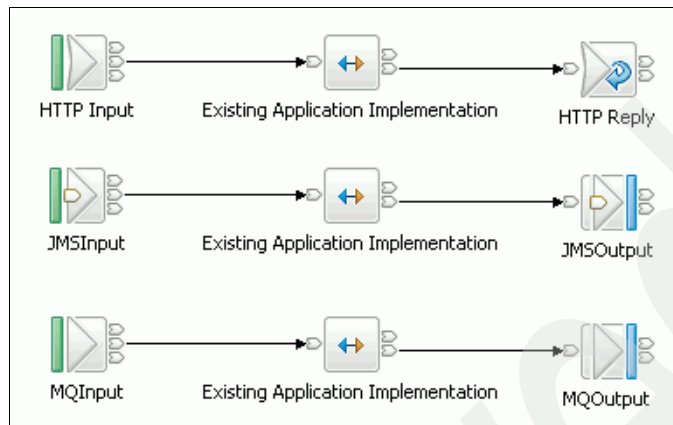 HTTP Input
Existing Application Implementation
HTTP Reply
JMSInput
Existing Application Implementation
JMSOutput
MQInput
Existing Application Implementation
MQOutput